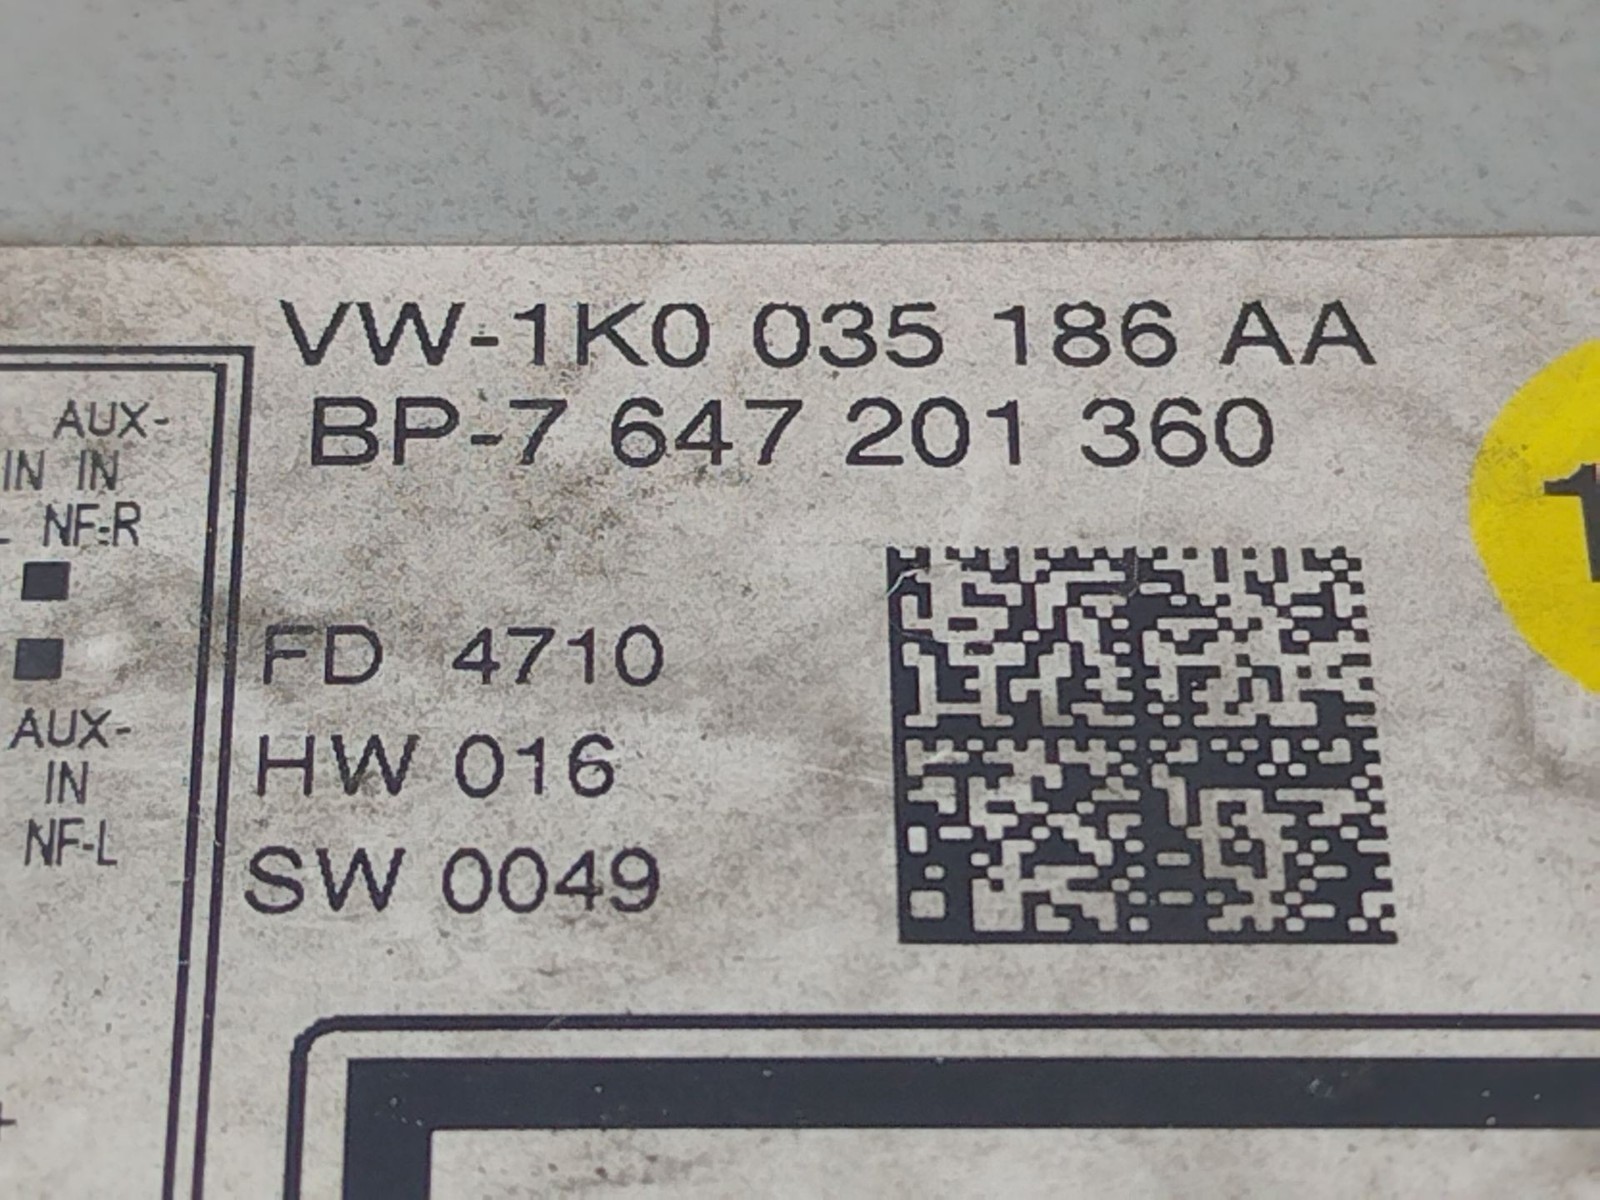 VW-1K0 035 186 AA
BP-7 647 201 360
AUX-
IN IN
NF-R
AUX-
IN
NF-L
FD 4710
HW 016
SW 0049